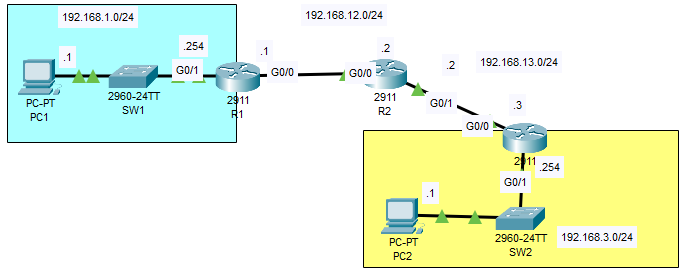 192.168.1.0/24
192.168.12.0/24
.1
.254
G0/1
.1
G0/0
G0/0
.2
.2
192.168.13.0/24
PC-PT
PC1
2960-24TT
SW1
2911
R1
2911
R2
G0/1
G0/0
.3
2911
.254
G0/1
.1
PC-PT
PC2
2960-24TT
SW2
192.168.3.0/24